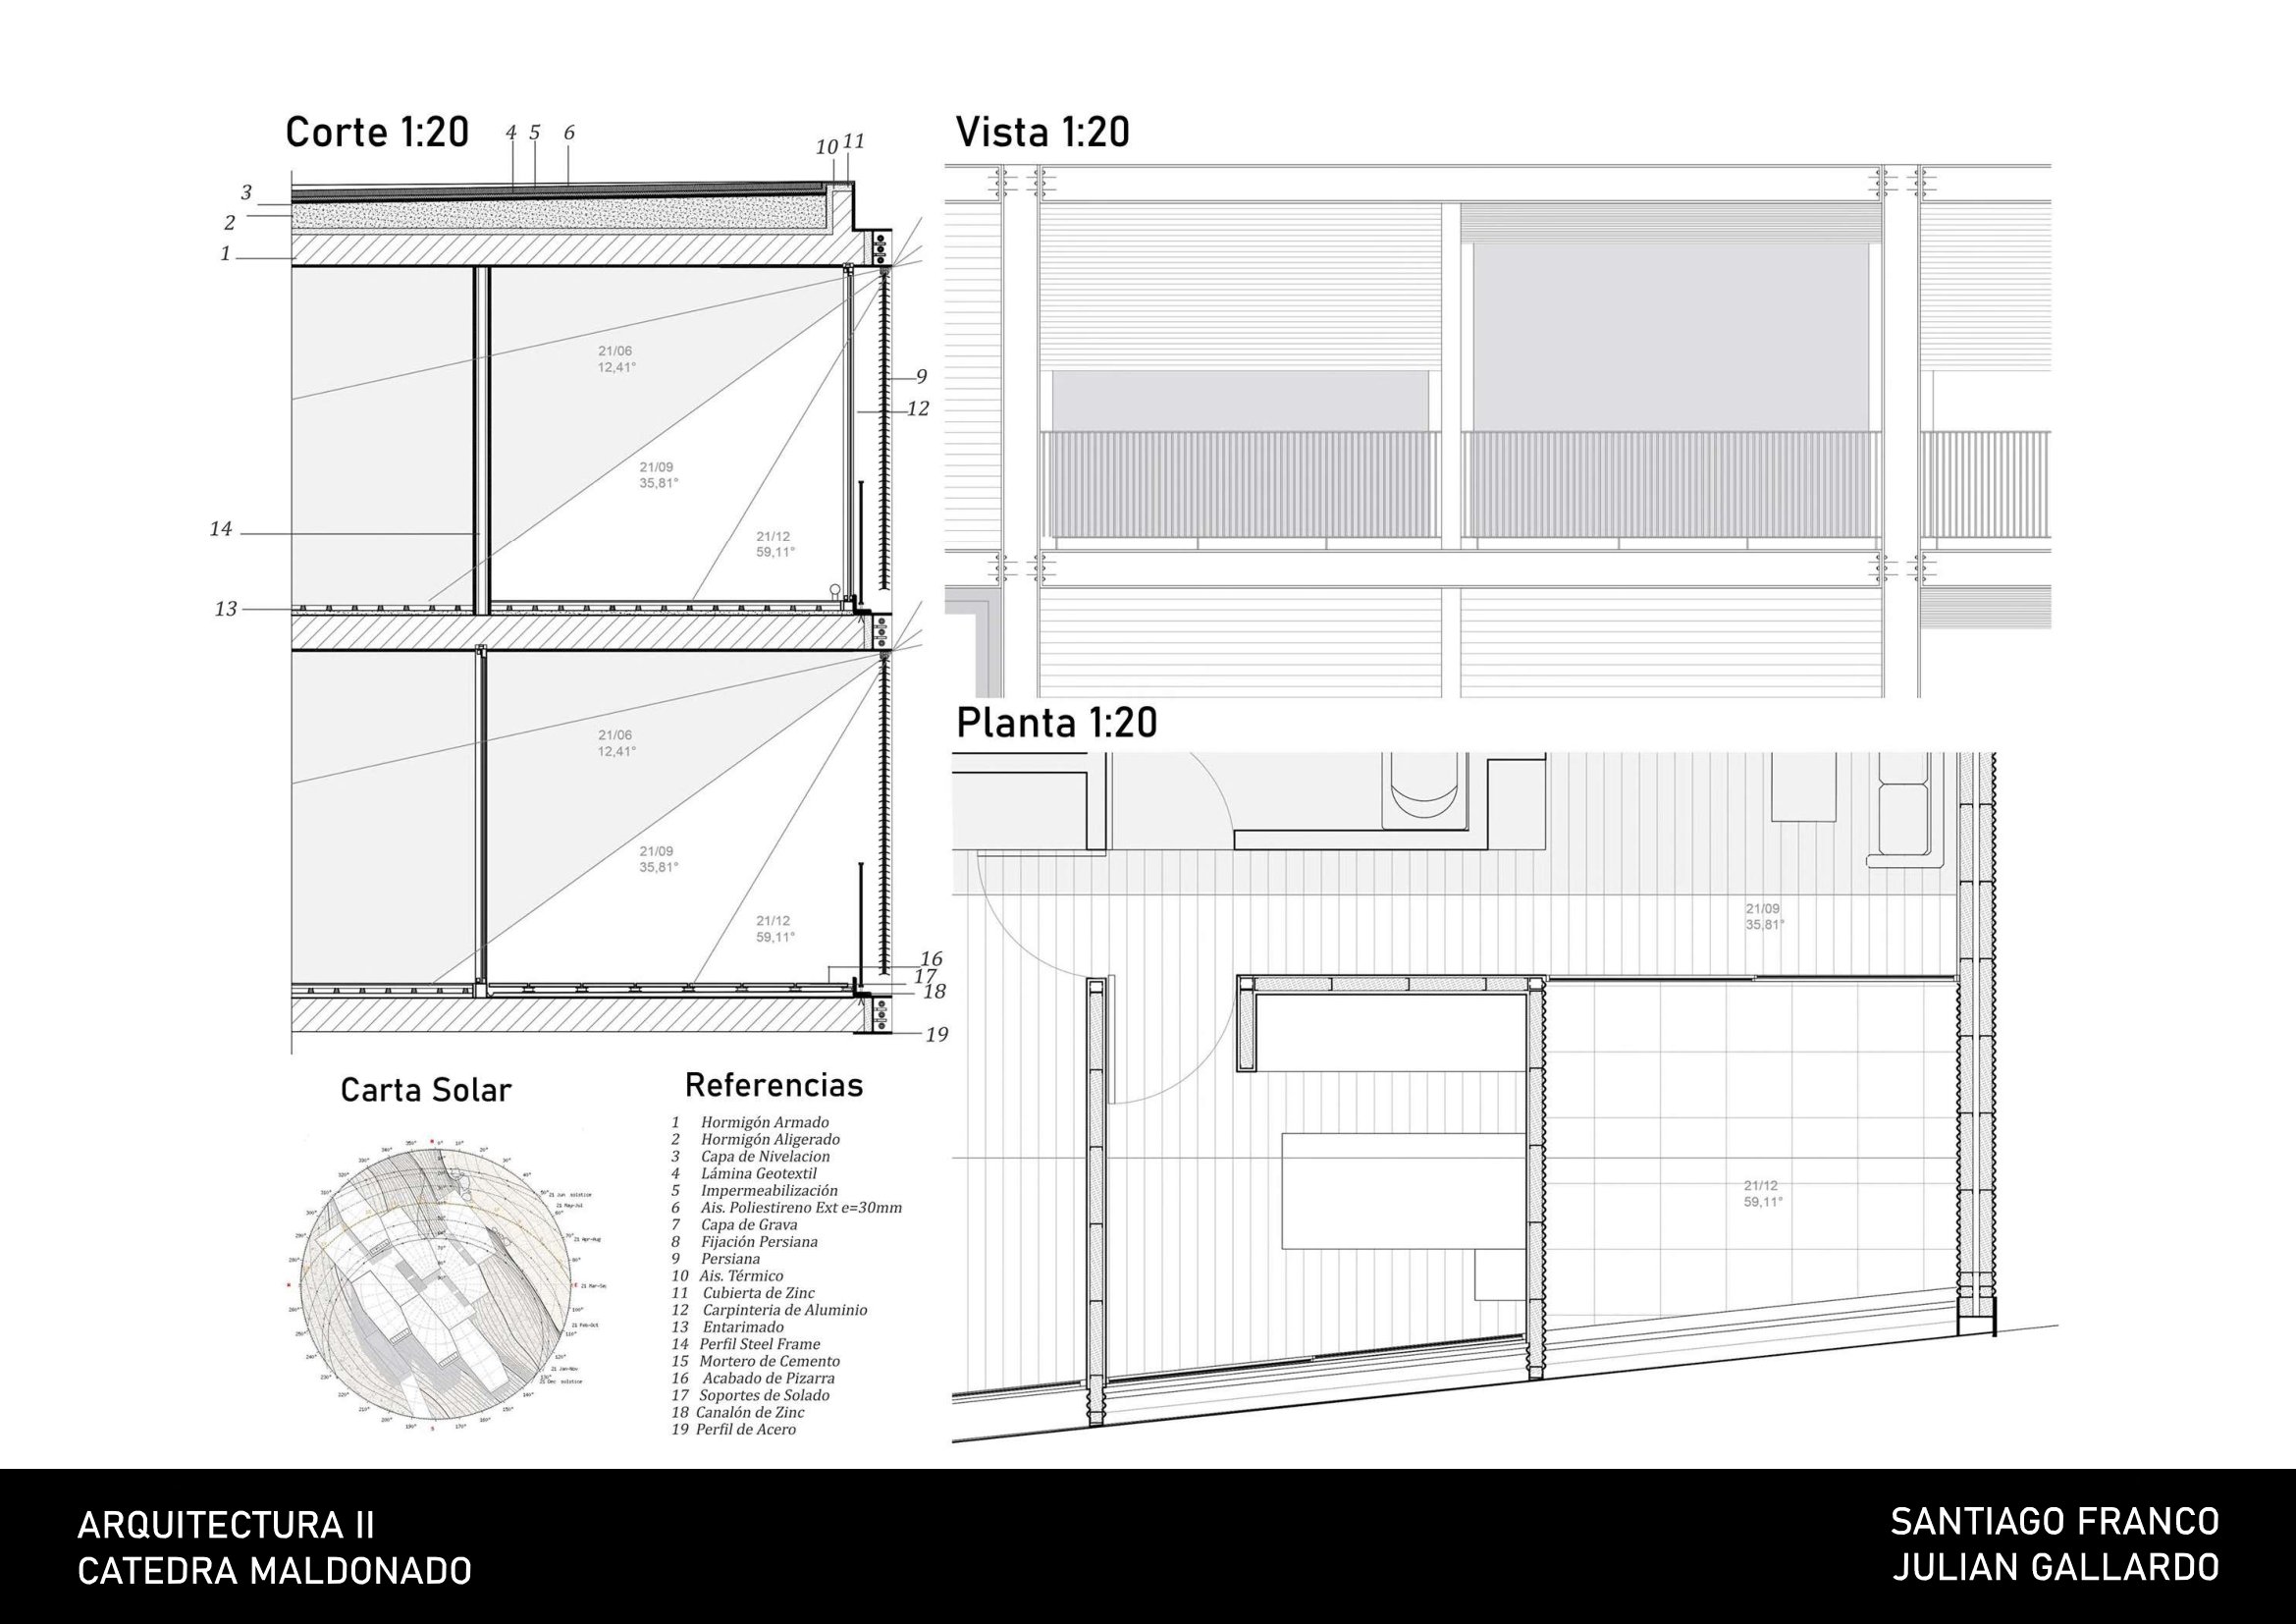 Corte 1:20
4 5 6
10 11
3
2
1
21/06
12,41°
9
12
21/09
35,81°
14
21/12
59,11°
13
21/06
12,41°
21/09
35,81°
21/12
59,11°
16
17
18
19
Vista 1:20
Planta 1:20
21/09
35,81°
21/12
59,11°
Carta Solar
Referencias
1 Hormigón Armado
2 Hormigón Aligerado
3 Capa de Nivelacion
4 Lámina Geotextil
5 Impermeabilización
6 Ais. Poliestireno Ext e=30mm
7 Capa de Grava
8 Fijación Persiana
9 Persiana
10 Ais. Térmico
11 Cubierta de Zinc
12 Carpinteria de Aluminio
13 Entarimado
14 Perfil Steel Frame
15 Mortero de Cemento
16 Acabado de Pizarra
17 Soportes de Solado
18 Canalón de Zinc
19 Perfil de Acero
ARQUITECTURA II
CATEDRA MALDONADO
SANTIAGO FRANCO
JULIAN GALLARDO